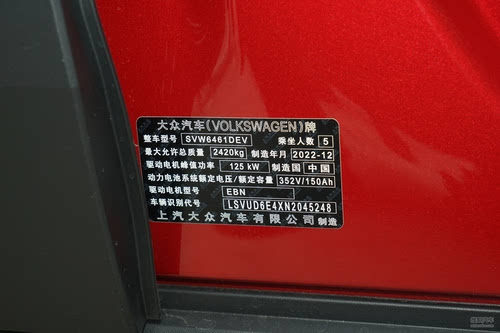 大众汽车(VOLKSWAGEN)牌
整车型号 SVW6461DEV 乘坐人数 5
最大允许总质量 2420kg 制造年月 2022-12
驱动电机峰值功率 125 kW 制造国 中国
动力电池系统额定电压/额定容量 352V/150Ah
驱动电机型号 EBN
车辆识别代号 LSVUD6E4XN2045248
上汽大众汽车有限公司 制造